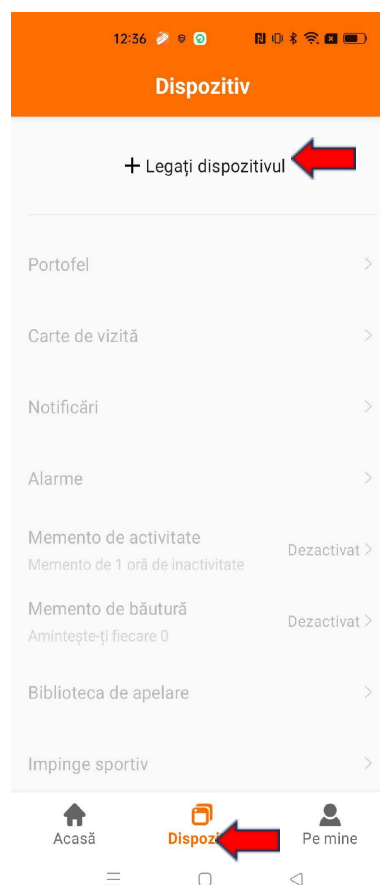 12:36
Dispozitiv
+ Legați dispozitivul
Portofel
Carte de vizită
Notificări
Alarme
Memento de activitate
Memento de 1 oră de inactivitate
Dezactivat
Memento de băutură
Amintește-ți fiecare 0
Dezactivat
Biblioteca de apelare
Impinge sportiv
Acasă
Pe mine